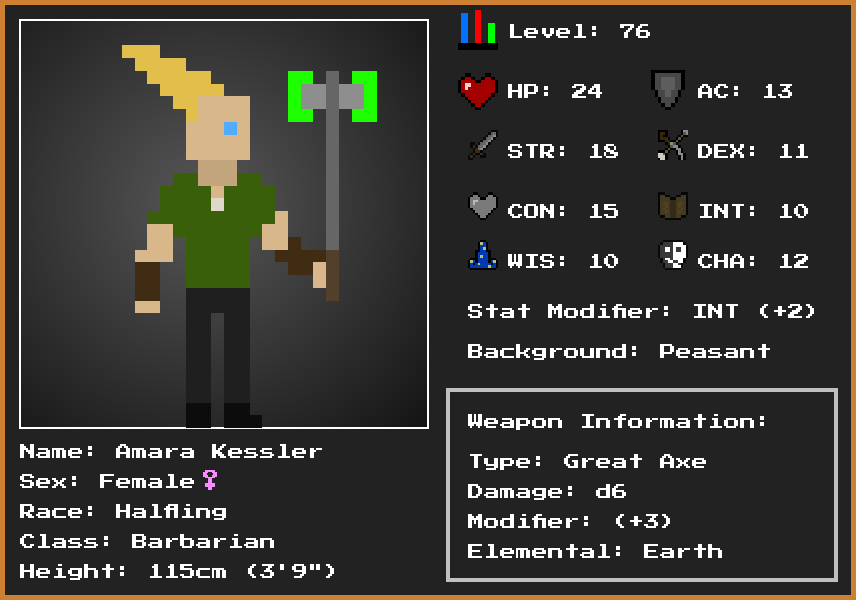 Level: 76
HP: 24
AC: 13
STR: 18
DEX: 11
CON: 15
INT: 10
WIS: 10
CHA: 12
Stat Modifier: INT (+2)
Background: Peasant
Weapon Information:
Type: Great Axe
Damage: d6
Modifier: (+3)
Elemental: Earth
Name: Amara Kessler
Sex: Female♀
Race: Halfling
Class: Barbarian
Height: 115cm (3'9")